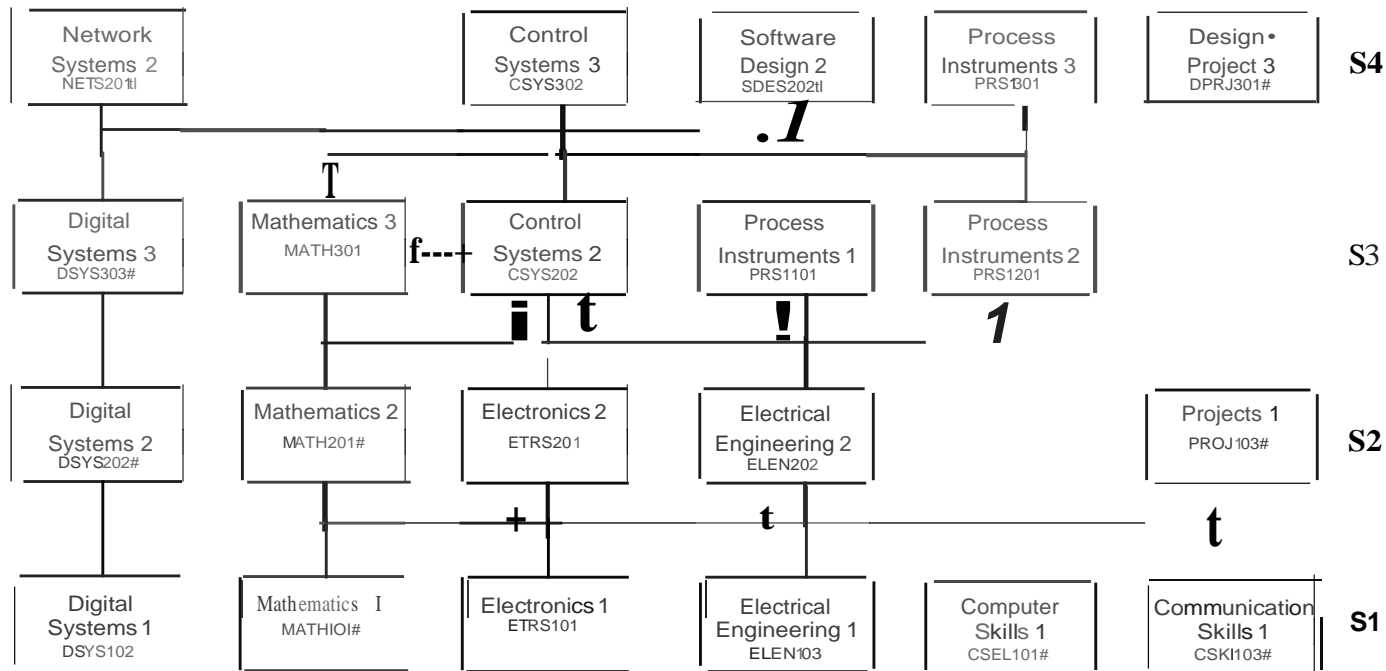 Network
Systems 2
NETS201tl
Control
Systems 3
CSYS302
Software
Design 2
SDES202tl
Process
Instruments 3
PRS1301
Design•
Project 3
DPRJ301#
S4
.1
T
Digital
Systems 3
DSYS303#
Mathematics 3
MATH301
f---+
Control
Systems 2
CSYS202
Process
Instruments 1
PRS1101
Process
Instruments 2
PRS1201
S3
i t ! 1
Digital
Systems 2
DSYS202#
Mathematics 2
MATH201#
Electronics 2
ETRS201
Electrical
Engineering 2
ELEN202
Projects 1
PROJ103#
S2
+ t t
Digital
Systems 1
DSYS102
Mathematics I
MATHIOI#
Electronics 1
ETRS101
Electrical
Engineering 1
ELEN103
Computer
Skills 1
CSEL101#
Communication
Skills 1
CSKI103#
S1